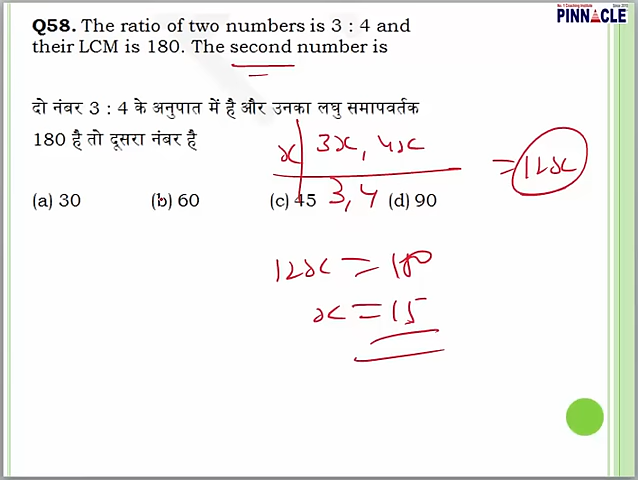 No. 1 Coaching Institute Since 2015
PINNACLE
Q58. The ratio of two numbers is 3 : 4 and
their LCM is 180. The second number is
दो नंबर 3 : 4 के अनुपात में है और उनका लघु समापवर्तक
180 है तो दूसरा नंबर है
x | 3x, 4x
3, 4
= 12x
(a) 30 (b) 60 (c) 45 (d) 90
12x = 180
x = 15